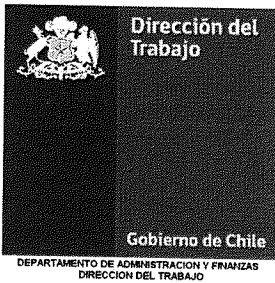 Dirección del
Trabajo
Gobierno de Chile
DEPARTAMENTO DE ADMINISTRACION Y FINANZAS
DIRECCION DEL TRABAJO